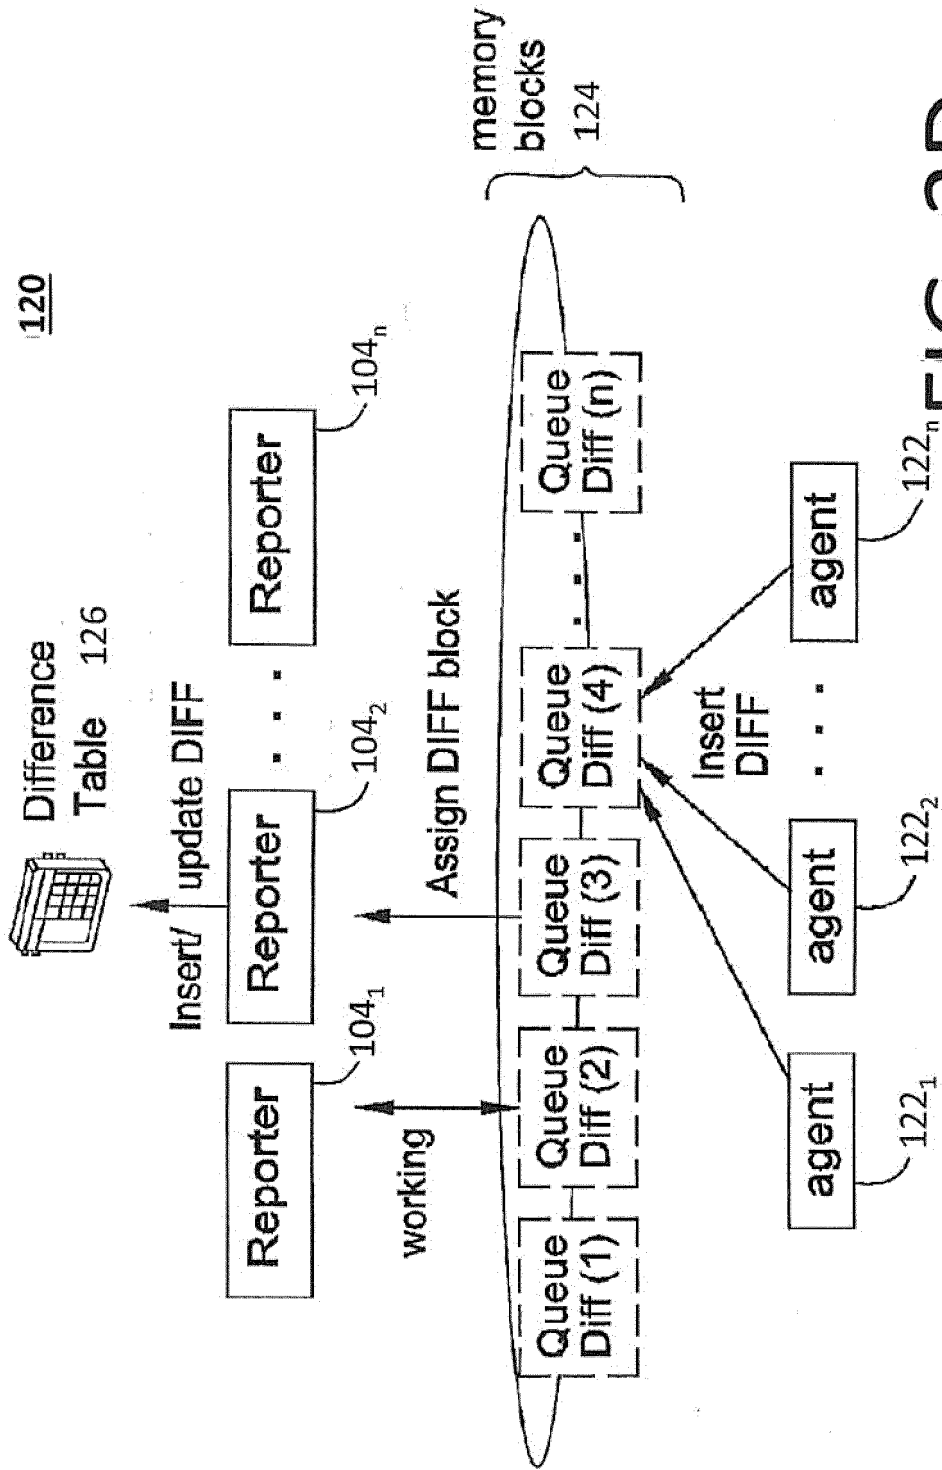 120
Difference
Table 126
Insert/ update DIFF
Reporter
Reporter
. . .
Reporter
104₁
104₂
104ₙ
working
Assign DIFF block
memory
blocks
124
Queue
Diff (1)
Queue
Diff (2)
Queue
Diff (3)
Queue
Diff (4)
. . .
Queue
Diff (n)
Insert
DIFF
agent
agent
. . .
agent
122₁
122₂
122ₙ
FIG.